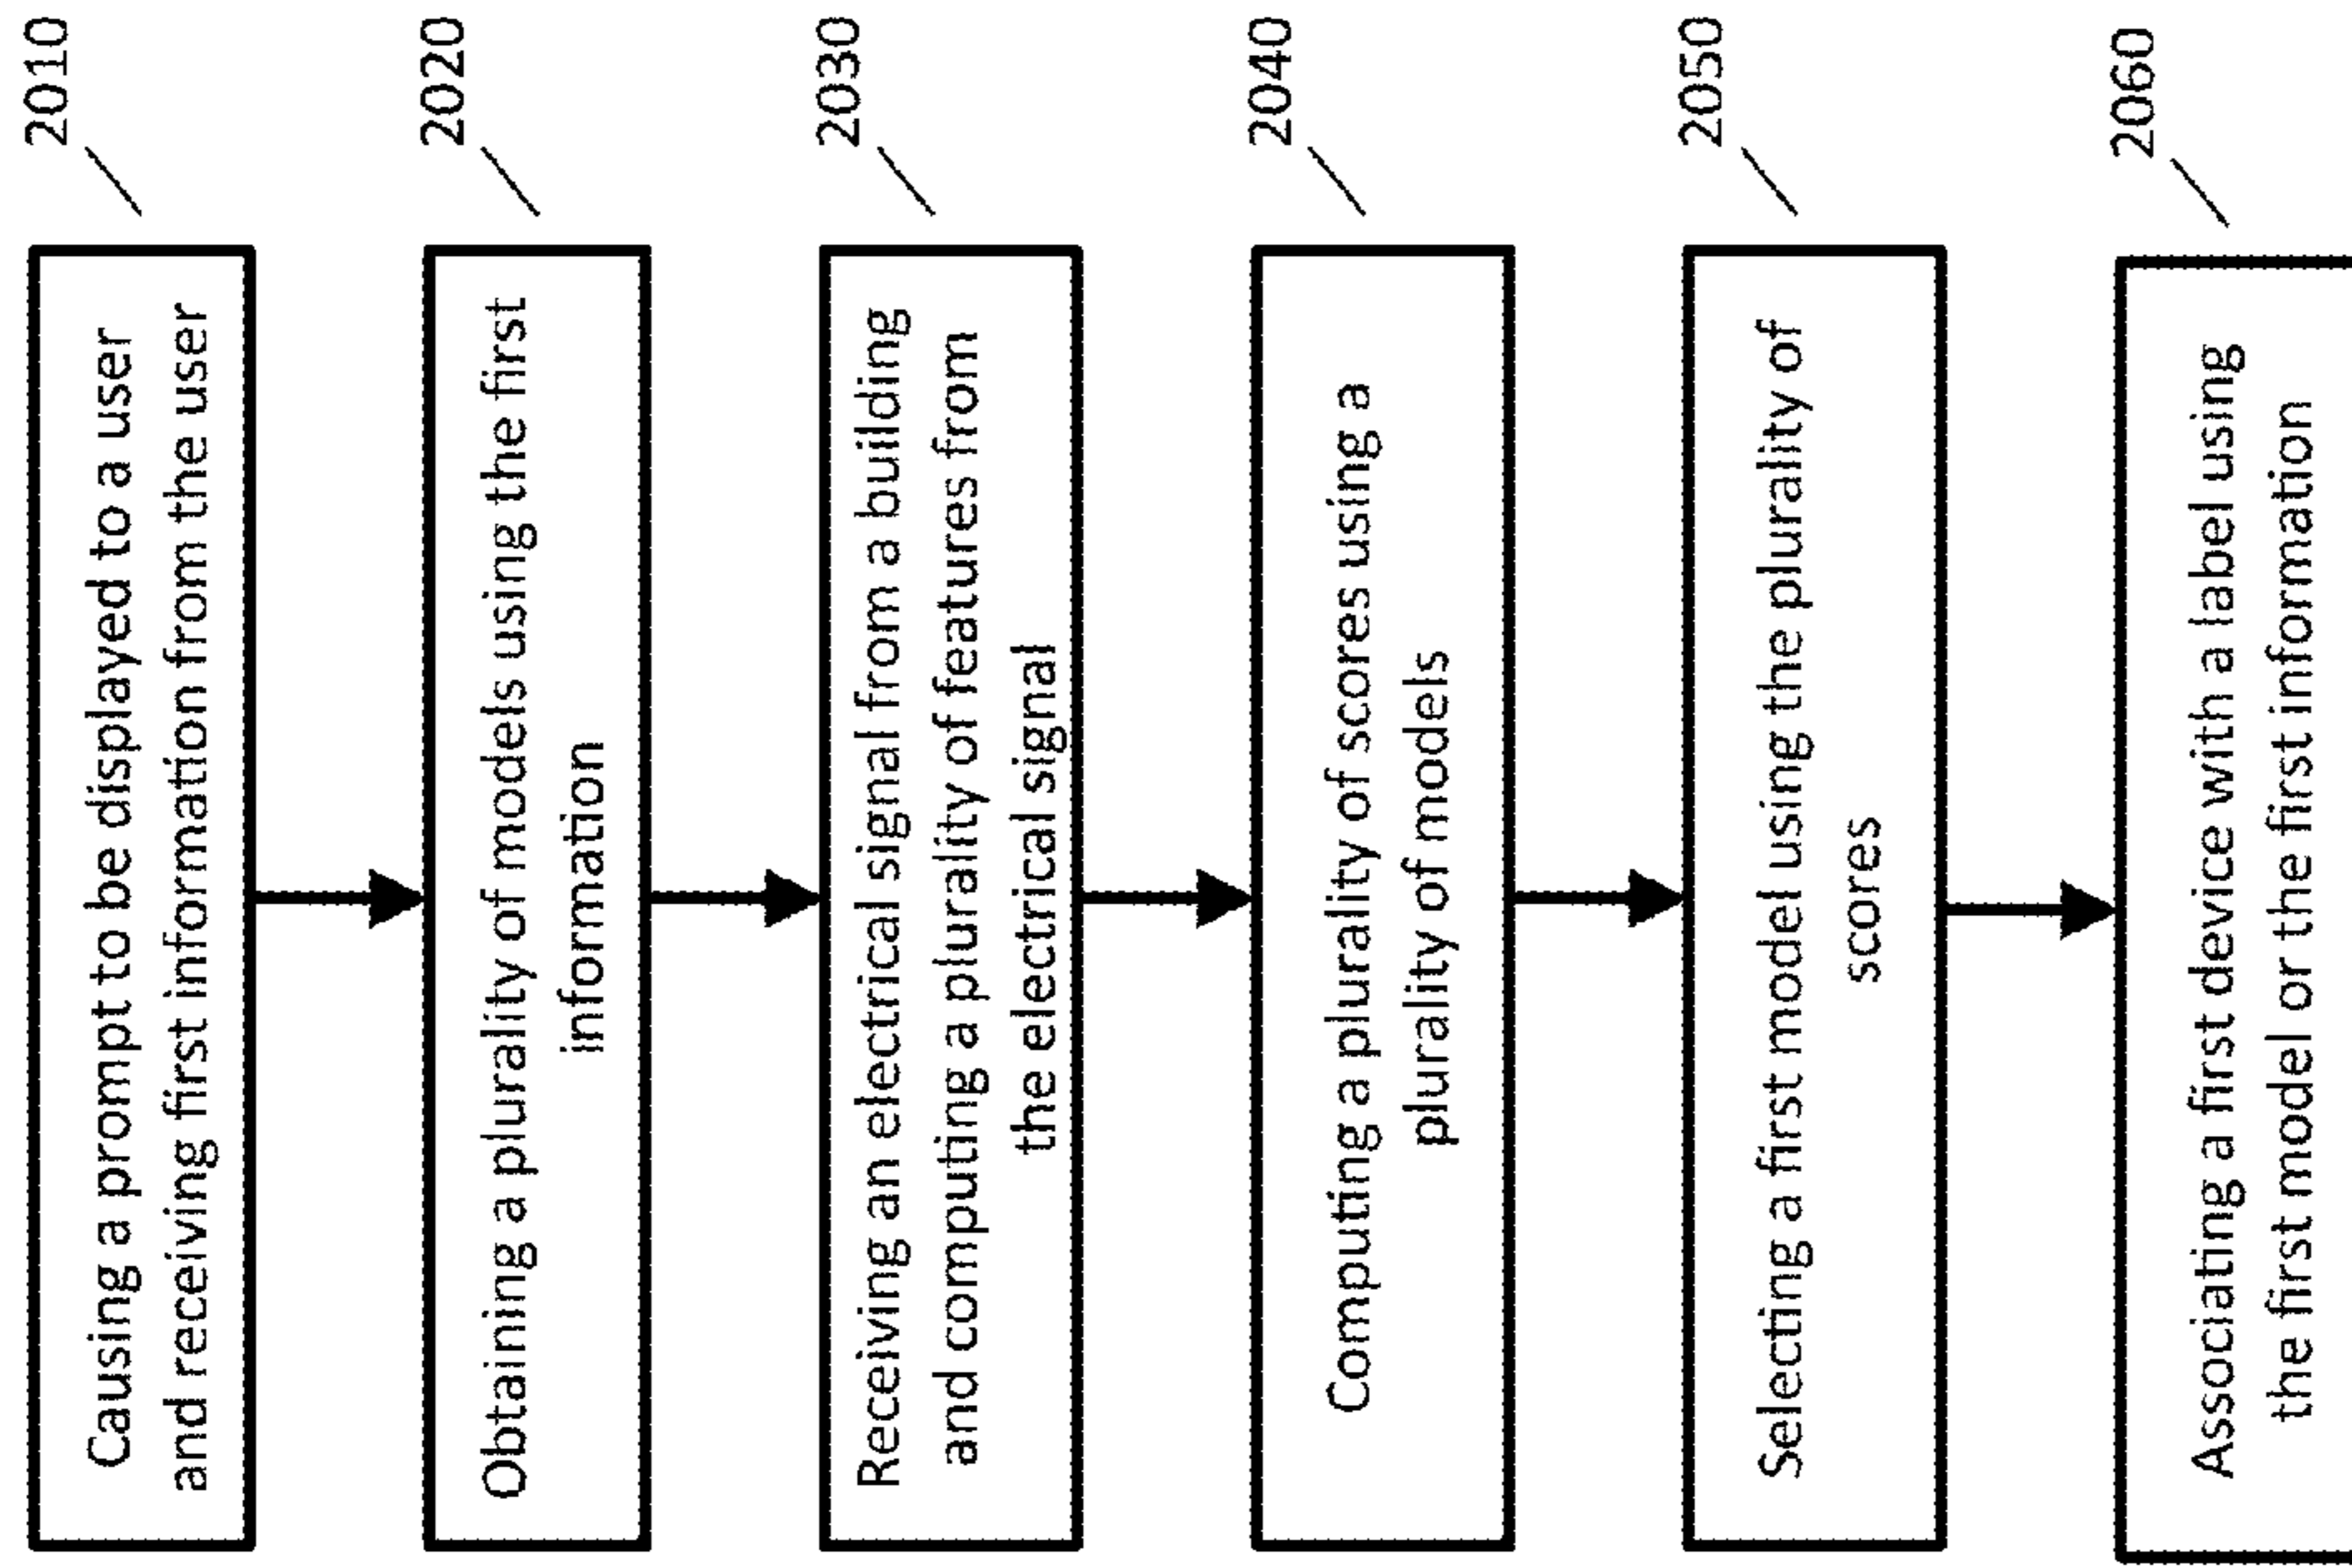 Causing a prompt to be displayed to a user
and receiving first information from the user
2010
Obtaining a plurality of models using the first
information
2020
Receiving an electrical signal from a building
and computing a plurality of features from
the electrical signal
2030
Computing a plurality of scores using a
plurality of models
2040
Selecting a first model using the plurality of
scores
2050
Associating a first device with a label using
the first model or the first information
2060